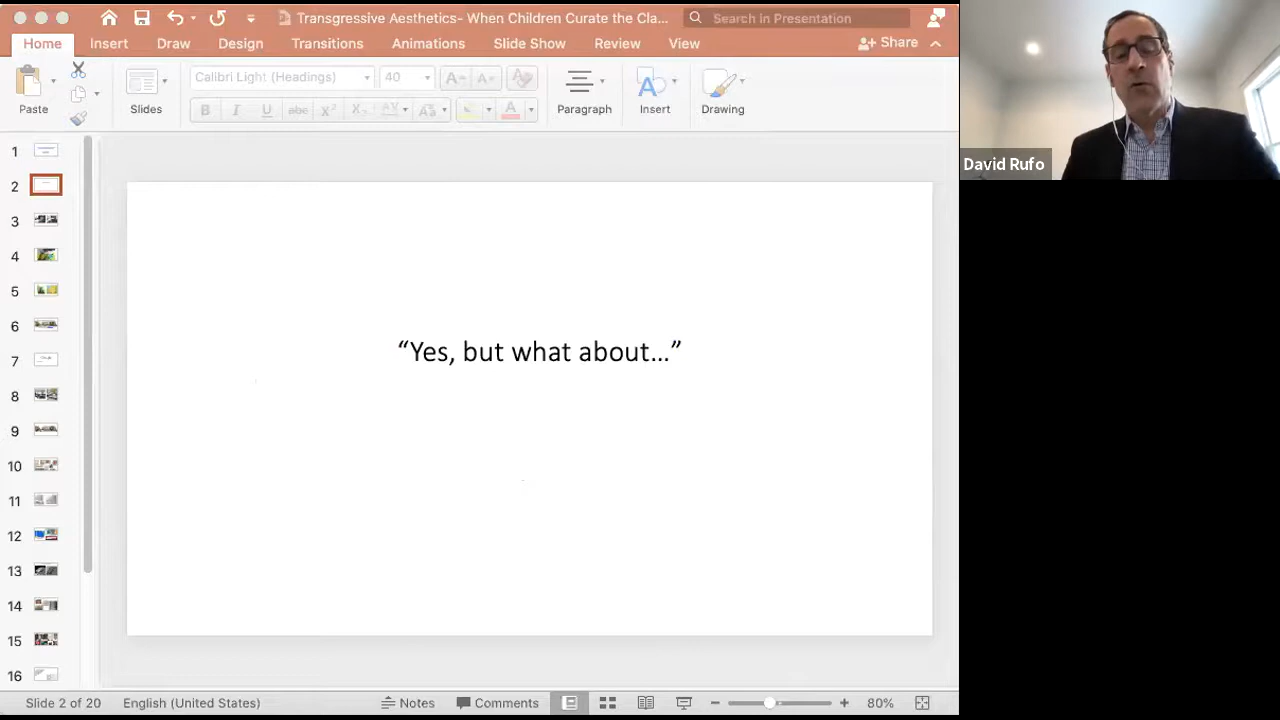 Transgressive Aesthetics- When Children Curate the Cla...
Search in Presentation
Home
Insert
Draw
Design
Transitions
Animations
Slide Show
Review
View
Share
Calibri Light (Headings)
40
Paste
Slides
Paragraph
Insert
Drawing
David Rufo
1
2
3
4
5
6
7
8
9
10
11
12
13
14
15
16
“Yes, but what about…”
Slide 2 of 20
English (United States)
Notes
Comments
80%